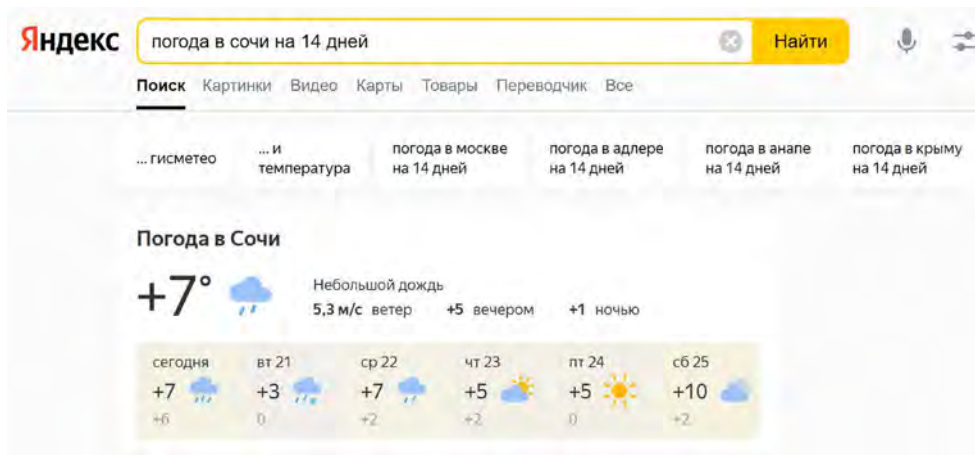 Яндекс погода в сочи на 14 дней Найти
Поиск Картинки Видео Карты Товары Переводчик Все
... гисметео
... и
температура
погода в москве
на 14 дней
погода в адлере
на 14 дней
погода в анапе
на 14 дней
погода в крыму
на 14 дней
Погода в Сочи
+7°
Небольшой дождь
5,3 м/с ветер +5 вечером +1 ночью
сегодня вт 21 ср 22 чт 23 пт 24 сб 25
+7 +3 +7 +5 +5 +10
+6 0 +2 +2 0 +2